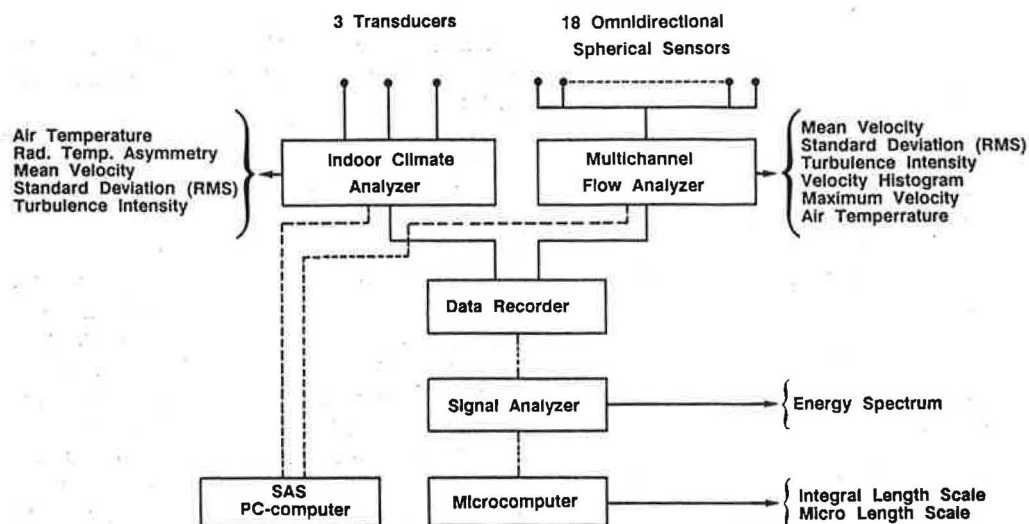 3 Transducers
18 Omnidirectional
Spherical Sensors
Air Temperature
Rad. Temp. Asymmetry
Mean Velocity
Standard Deviation (RMS)
Turbulence Intensity
Indoor Climate
Analyzer
Multichannel
Flow Analyzer
Mean Velocity
Standard Deviation (RMS)
Turbulence Intensity
Velocity Histogram
Maximum Velocity
Air Temperrature
Data Recorder
Signal Analyzer
Energy Spectrum
SAS
PC-computer
Microcomputer
Integral Length Scale
Micro Length Scale